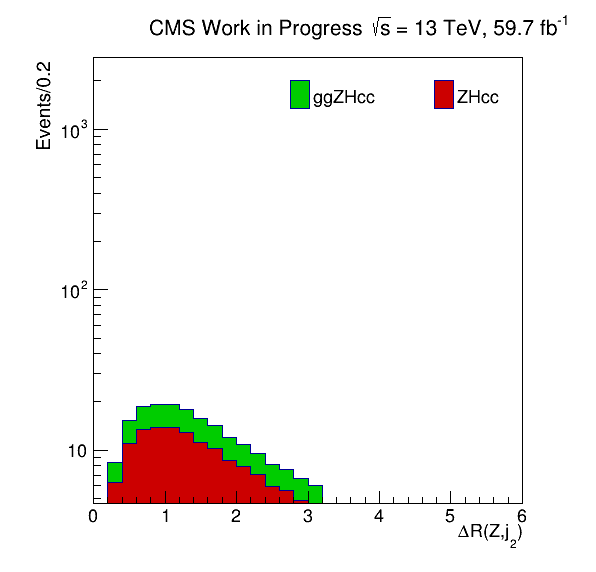 CMS Work in Progress √s = 13 TeV, 59.7 fb⁻¹
Events/0.2
ggZHcc ZHcc
10³
10²
10
0 1 2 3 4 5 6
ΔR(Z,j₂)